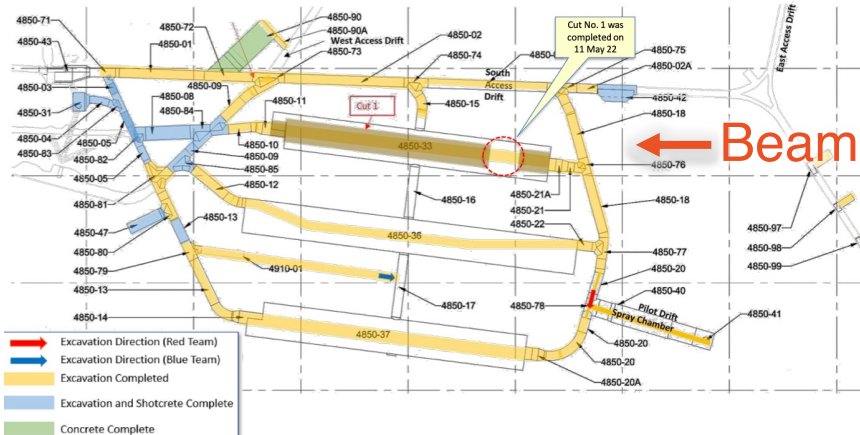 4850-71
4850-43
4850-01
4850-72
4850-90
4850-90A
West Access Drift
4850-73
4850-02
4850-74
South
Access
Drift
Cut No. 1 was
completed on
11 May 22
4850-75
4850-02A
East Access Drift
4850-03
4850-09
4850-31
4850-08
4850-84
4850-11
Cut 1
4850-15
4850-42
4850-18
4850-04
4850-83
4850-05
4850-82
4850-05
4850-10
4850-09
4850-85
4850-12
4850-33
Beam
4850-76
4850-16
4850-21A
4850-21
4850-22
4850-18
4850-81
4850-13
4850-47
4850-80
4850-79
4850-36
4850-77
4850-97
4850-98
4850-99
4910-01
4850-20
4850-13
4850-17
4850-78
4850-40
Pilot Drift
Spray Chamber
4850-41
4850-14
4850-37
4850-20
4850-20
4850-20A
Excavation Direction (Red Team)
Excavation Direction (Blue Team)
Excavation Completed
Excavation and Shotcrete Complete
Concrete Complete